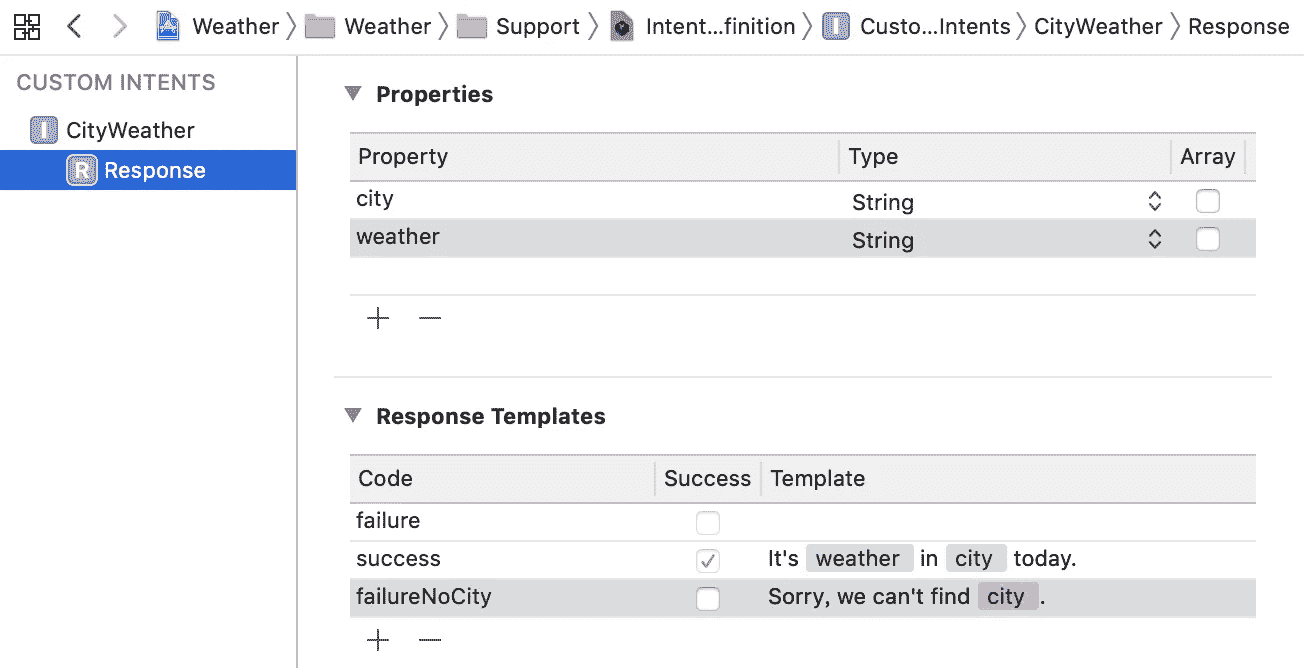 Weather Weather Support Intent...finition Custo...Intents CityWeather Response
CUSTOM INTENTS
I CityWeather
R Response
Properties
Property Type Array
city String
weather String
Response Templates
Code Success Template
failure
success It's weather in city today.
failureNoCity Sorry, we can't find city .